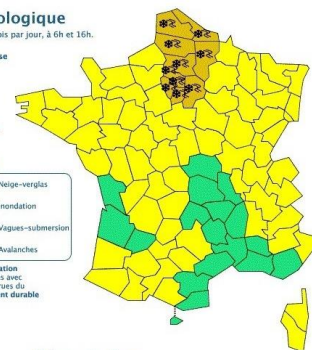 ologique
ois par jour, à 6h et 16h.
se
Neige-verglas
nondation
Vagues-submersion
Avalanches
ation
s avec
rues du
nt durable